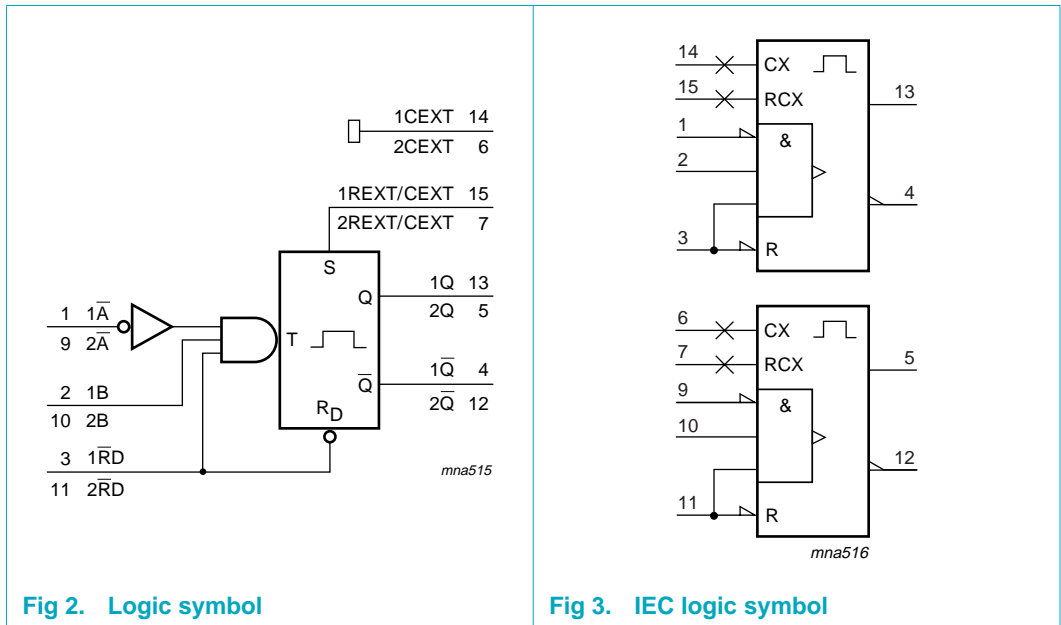 1CEXT 14
2CEXT 6
1REXT/CEXT 15
2REXT/CEXT 7
S
Q
1Q 13
2Q 5
1 1A̅
9 2A̅
T
Q̅
1Q̅ 4
2Q̅ 12
2 1B
10 2B
RD
3 1R̅D
11 2R̅D
mna515
Fig 2. Logic symbol
14 CX
15 RCX
13
1
&
2
4
3 R
6 CX
7 RCX
5
9
&
10
12
11 R
mna516
Fig 3. IEC logic symbol